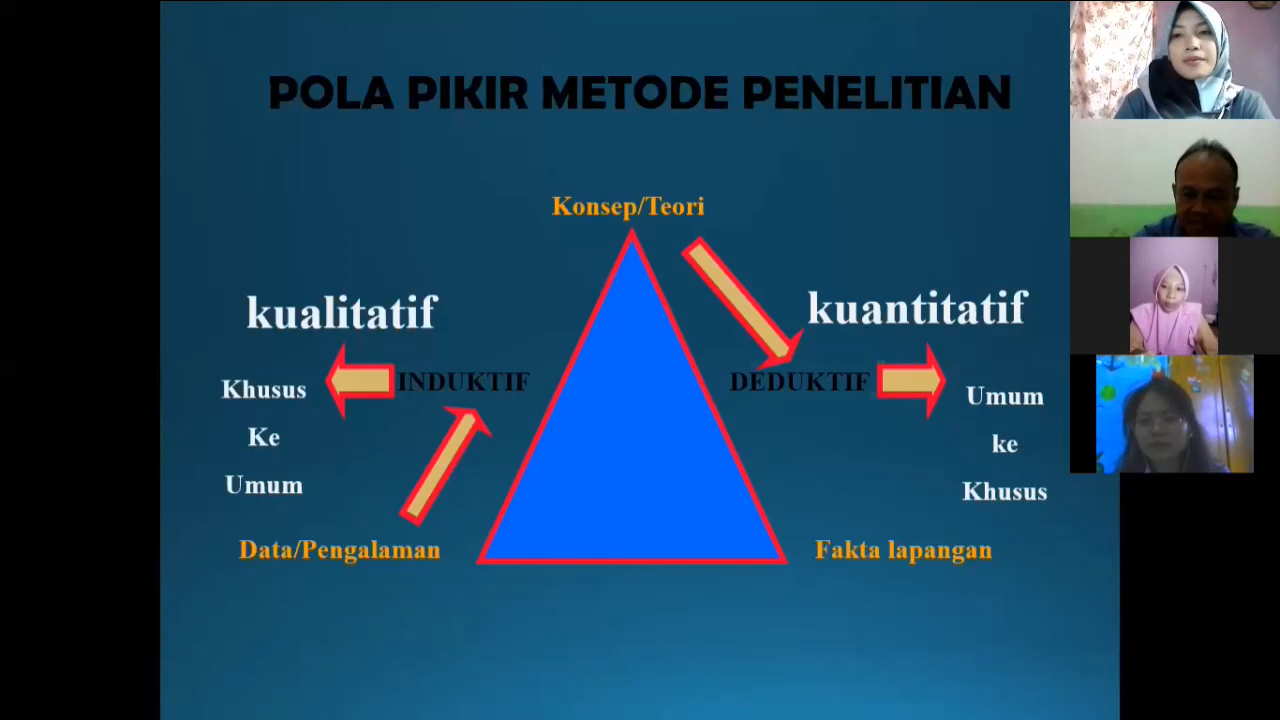 POLA PIKIR METODE PENELITIAN
Konsep/Teori
kualitatif
kuantitatif
INDUKTIF
DEDUKTIF
Khusus
Ke
Umum
Umum
ke
Khusus
Data/Pengalaman
Fakta lapangan